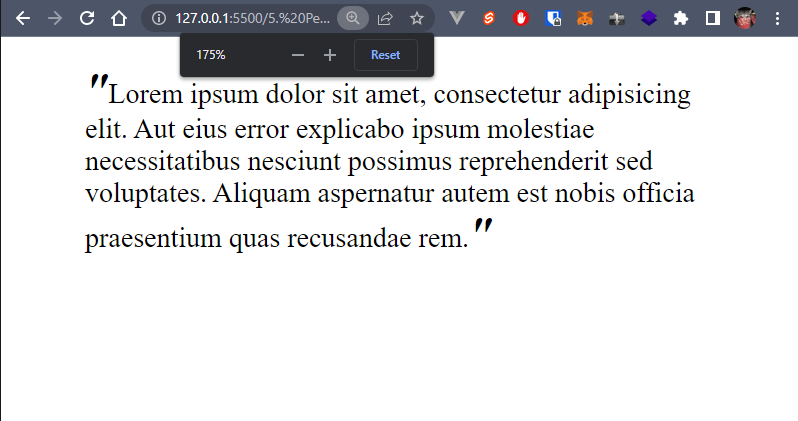 127.0.0.1:5500/5.%20Pe...
175%
Reset
"Lorem ipsum dolor sit amet, consectetur adipisicing
elit. Aut eius error explicabo ipsum molestiae
necessitatibus nesciunt possimus reprehenderit sed
voluptates. Aliquam aspernatur autem est nobis officia
praesentium quas recusandae rem."